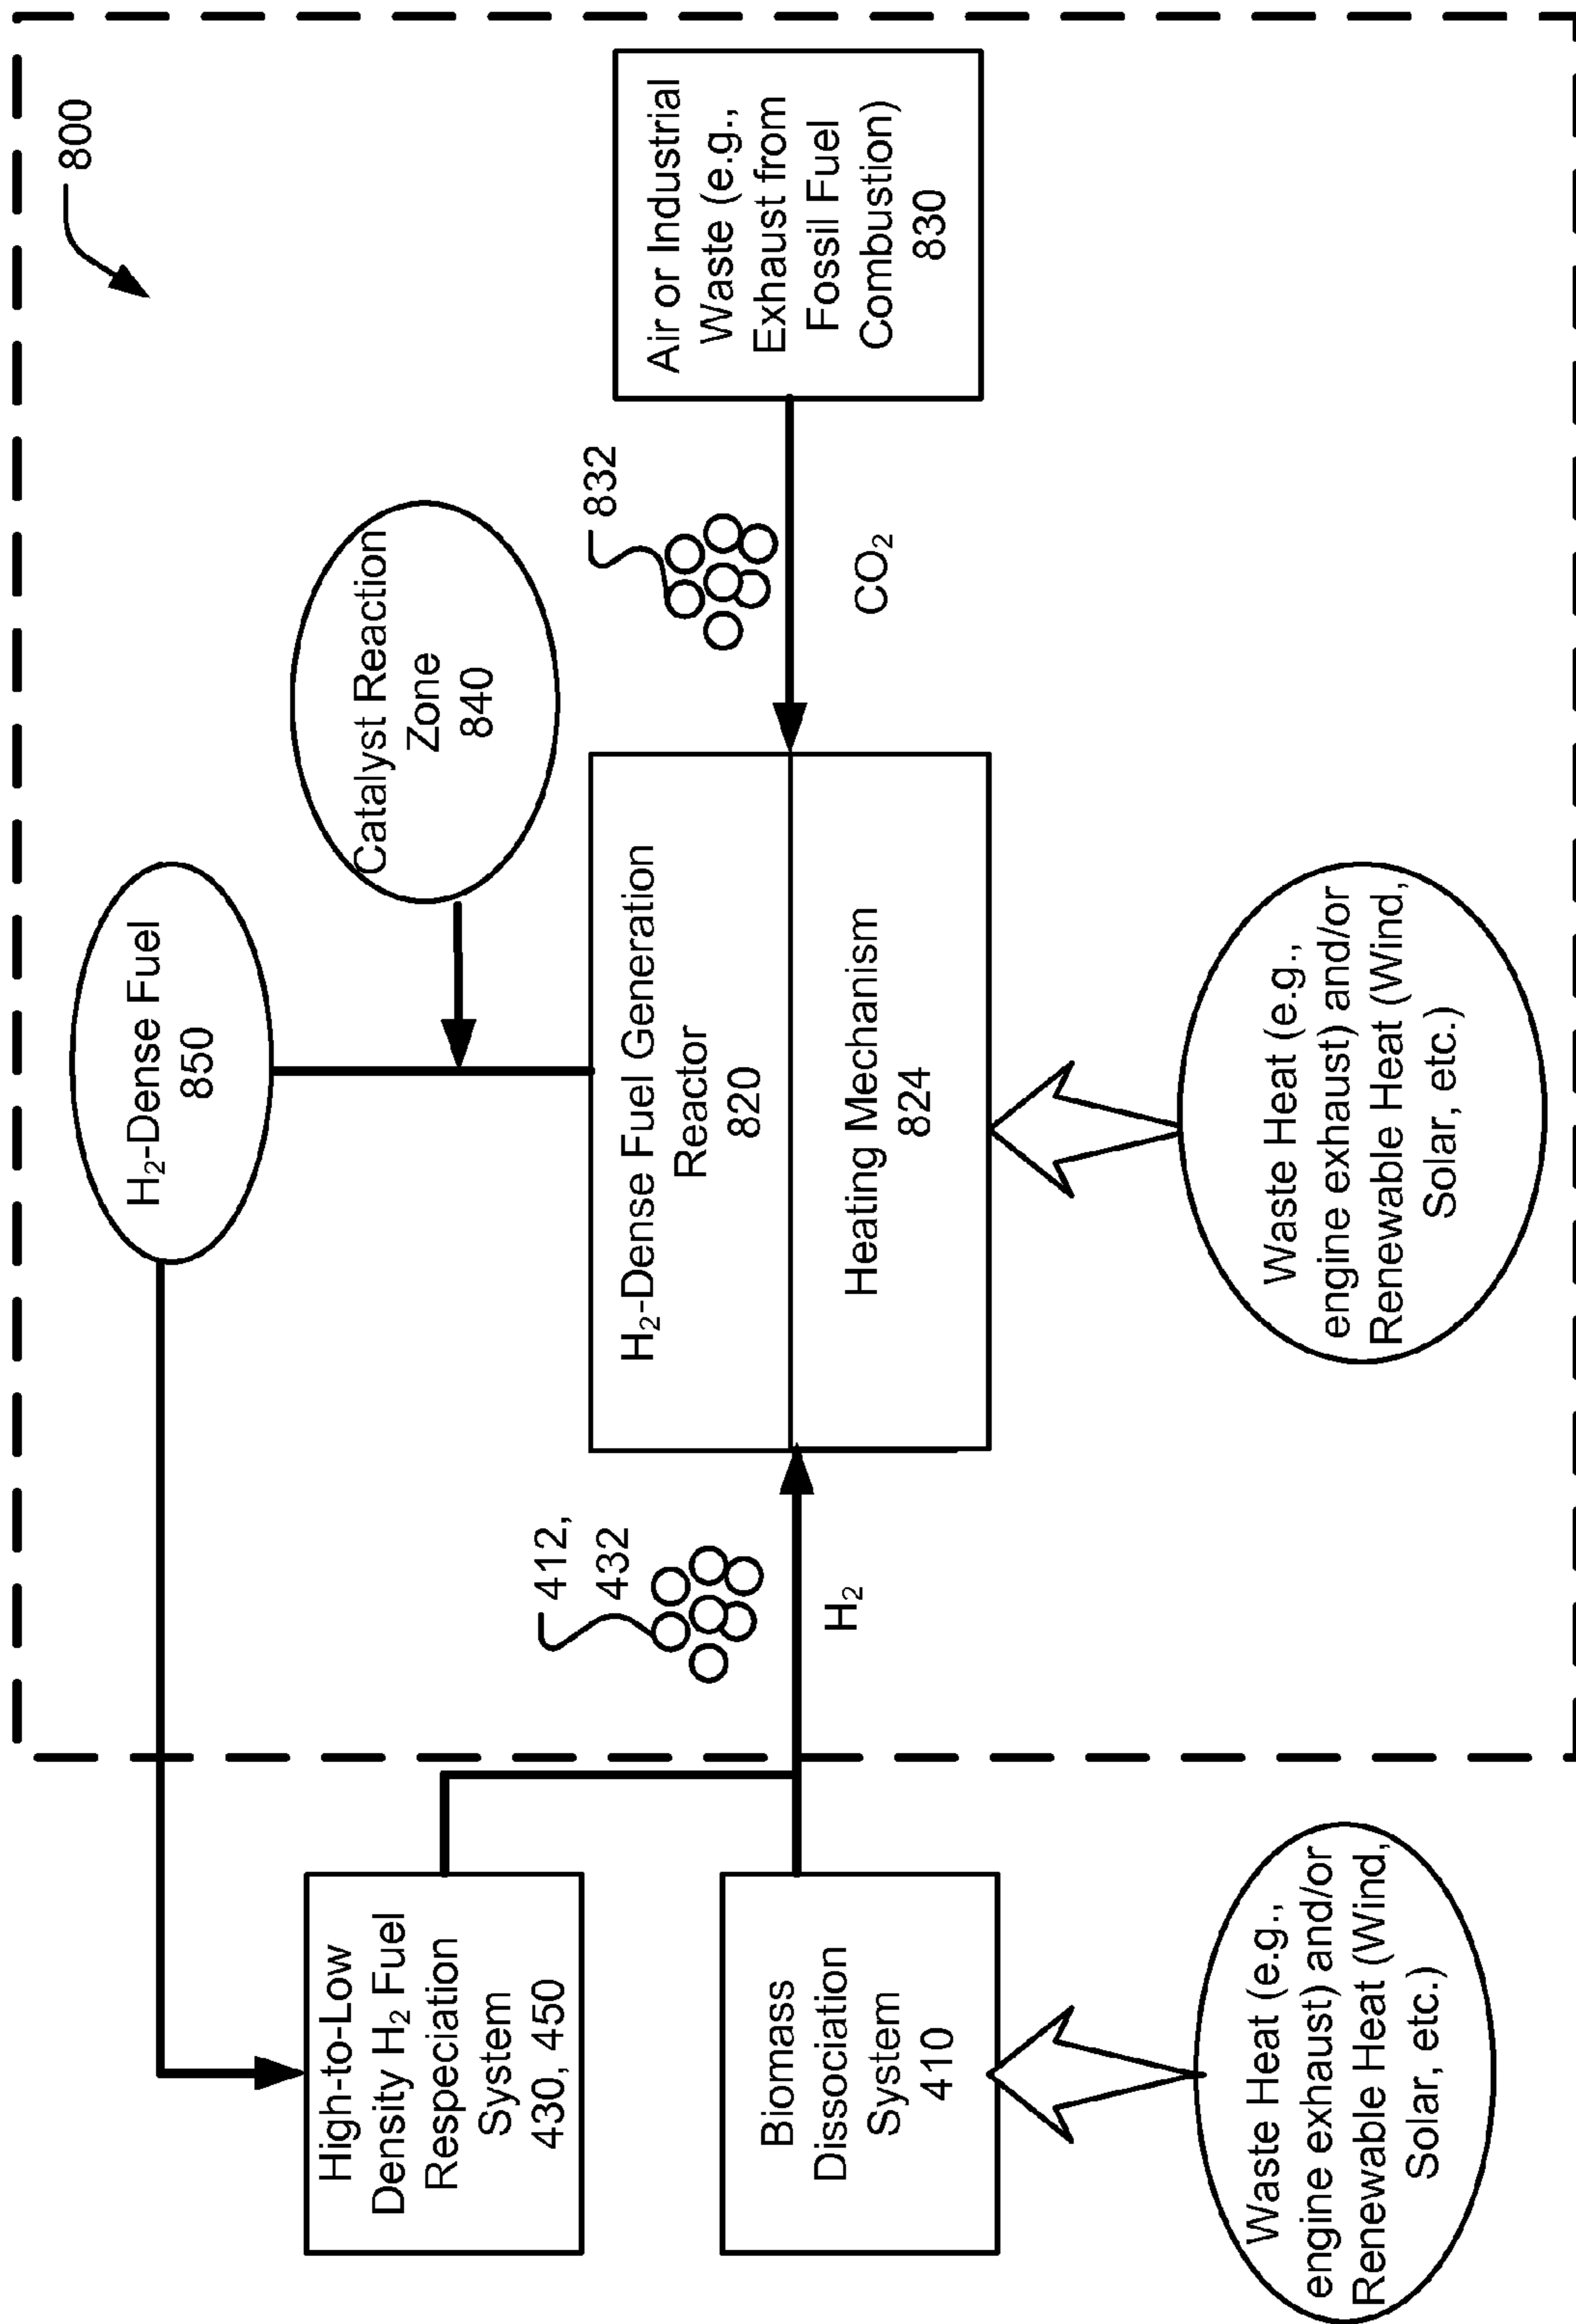 800
H₂-Dense Fuel
850
Catalyst Reaction
Zone
840
High-to-Low
Density H₂ Fuel
Respeciation
System
430, 450
412,
432
H₂
H₂-Dense Fuel Generation
Reactor
820
Heating Mechanism
824
832
CO₂
Air or Industrial
Waste (e.g.,
Exhaust from
Fossil Fuel
Combustion)
830
Biomass
Dissociation
System
410
Waste Heat (e.g.,
engine exhaust) and/or
Renewable Heat (Wind,
Solar, etc.)
Waste Heat (e.g.,
engine exhaust) and/or
Renewable Heat (Wind,
Solar, etc.)